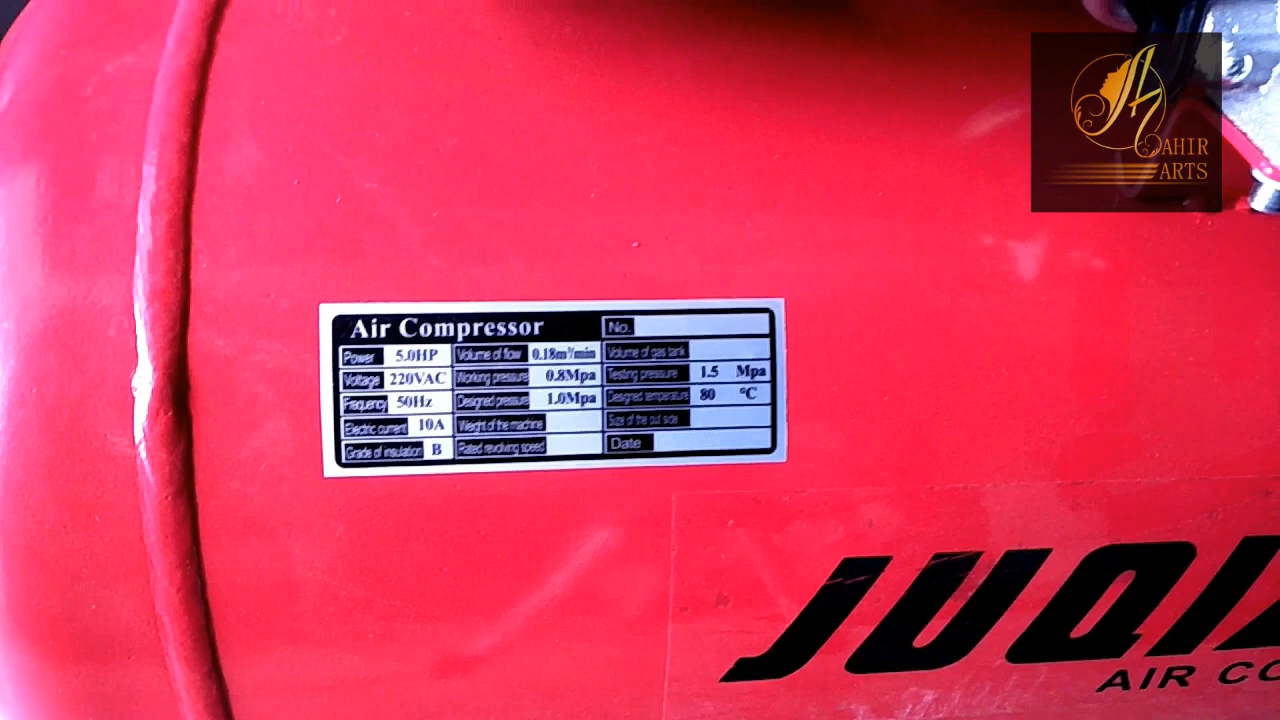 AHIR
ARTS
Air Compressor No.
Power 5.0HP Volume of flow 0.18m³/min Volume of gas tank
Voltage 220VAC Working pressure 0.8Mpa Testing pressure 1.5 Mpa
Frequency 50Hz Designed pressure 1.0Mpa Designed temperature 80 °C
Electric current 10A Weight of the machine Size of the out side
Grade of insulation B Rated revolving speed Date
JUQI
AIR CO